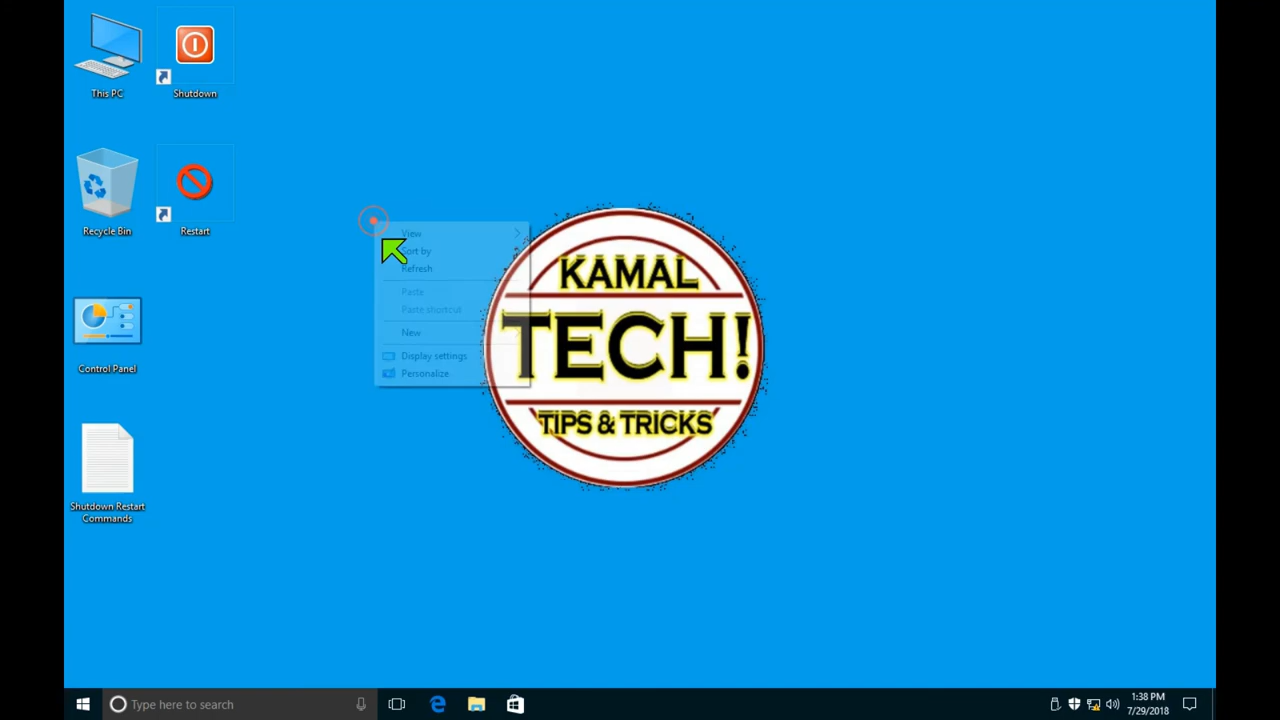 This PC
Shutdown
Recycle Bin
Restart
Control Panel
Shutdown Restart
Commands
View
Sort by
Refresh
Paste
Paste shortcut
New
Display settings
Personalize
KAMAL
TECH!
TIPS & TRICKS
Type here to search
1:38 PM
7/29/2018